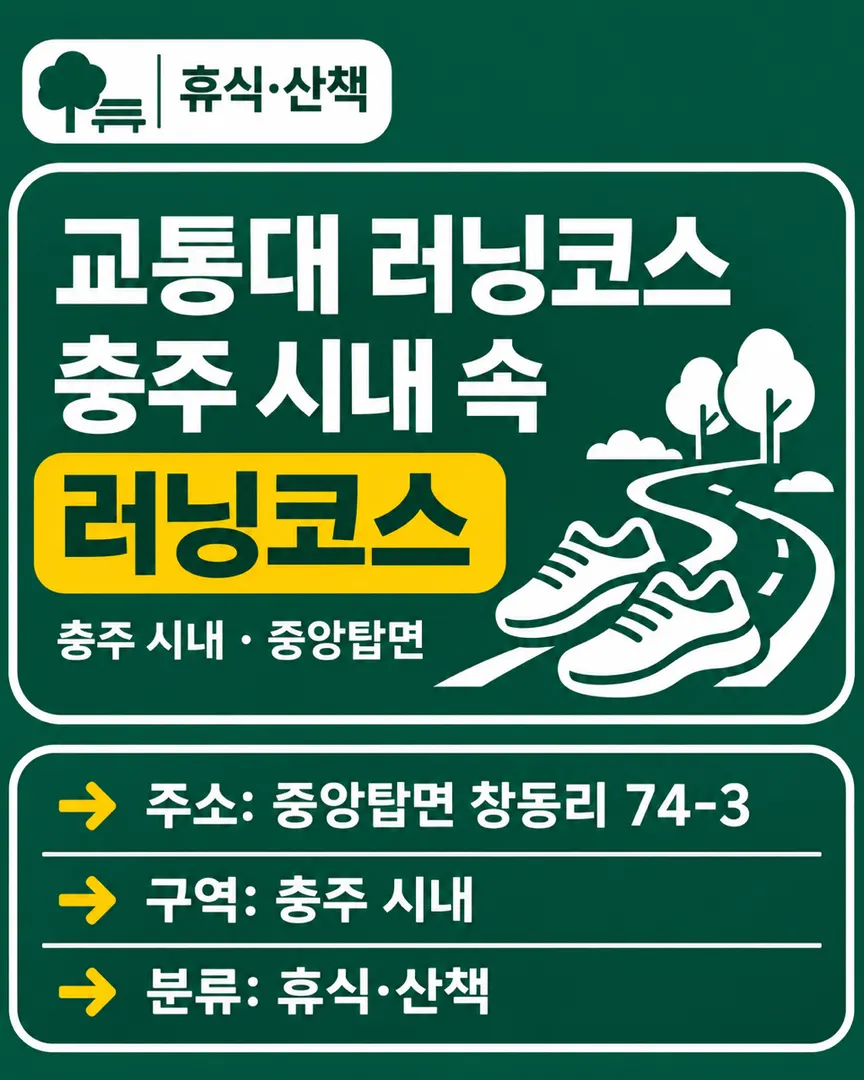 휴식·산책
교통대 러닝코스
충주 시내 속
러닝코스
충주 시내 · 중앙탑면
주소: 중앙탑면 창동리 74-3
구역: 충주 시내
분류: 휴식·산책